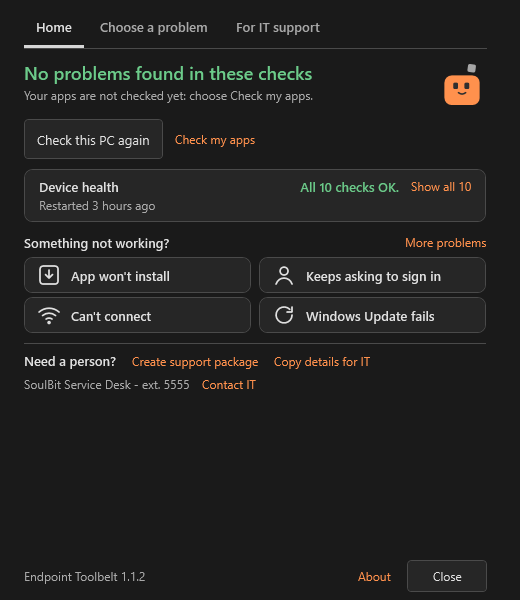 Home Choose a problem For IT support
No problems found in these checks
Your apps are not checked yet: choose Check my apps.
Check this PC again Check my apps
Device health All 10 checks OK. Show all 10
Restarted 3 hours ago
Something not working? More problems
App won't install Keeps asking to sign in
Can't connect Windows Update fails
Need a person? Create support package Copy details for IT
SoulBit Service Desk - ext. 5555 Contact IT
Endpoint Toolbelt 1.1.2 About Close